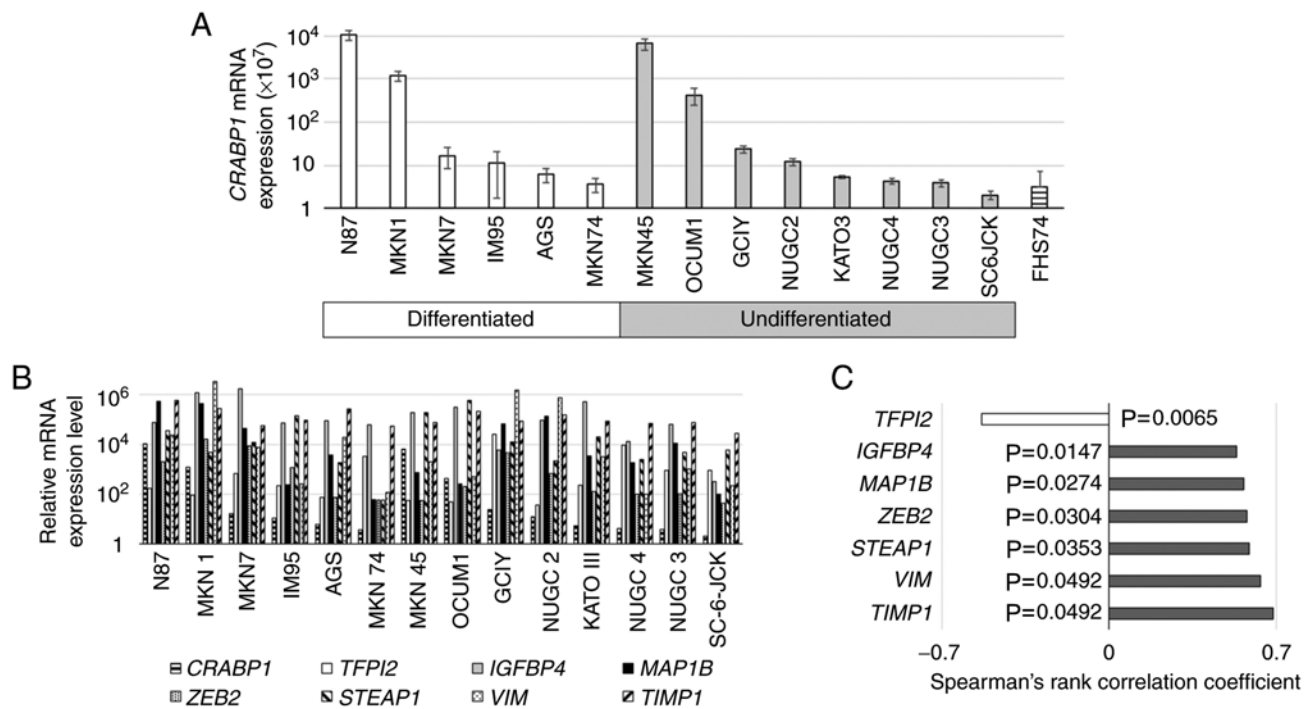 A
CRABP1 mRNA
expression (×10⁷)
10⁴
10³
10²
10
1
N87
MKN1
MKN7
IM95
AGS
MKN74
MKN45
OCUM1
GCIY
NUGC2
KATO3
NUGC4
NUGC3
SC6JCK
FHS74
Differentiated
Undifferentiated
B
Relative mRNA
expression level
10⁶
10⁴
10²
1
N87
MKN 1
MKN7
IM95
AGS
MKN 74
MKN 45
OCUM1
GCIY
NUGC 2
KATO III
NUGC 4
NUGC 3
SC-6-JCK
CRABP1 TFPI2 IGFBP4 MAP1B
ZEB2 STEAP1 VIM TIMP1
C
TFPI2 P=0.0065
IGFBP4 P=0.0147
MAP1B P=0.0274
ZEB2 P=0.0304
STEAP1 P=0.0353
VIM P=0.0492
TIMP1 P=0.0492
−0.7 0 0.7
Spearman's rank correlation coefficient